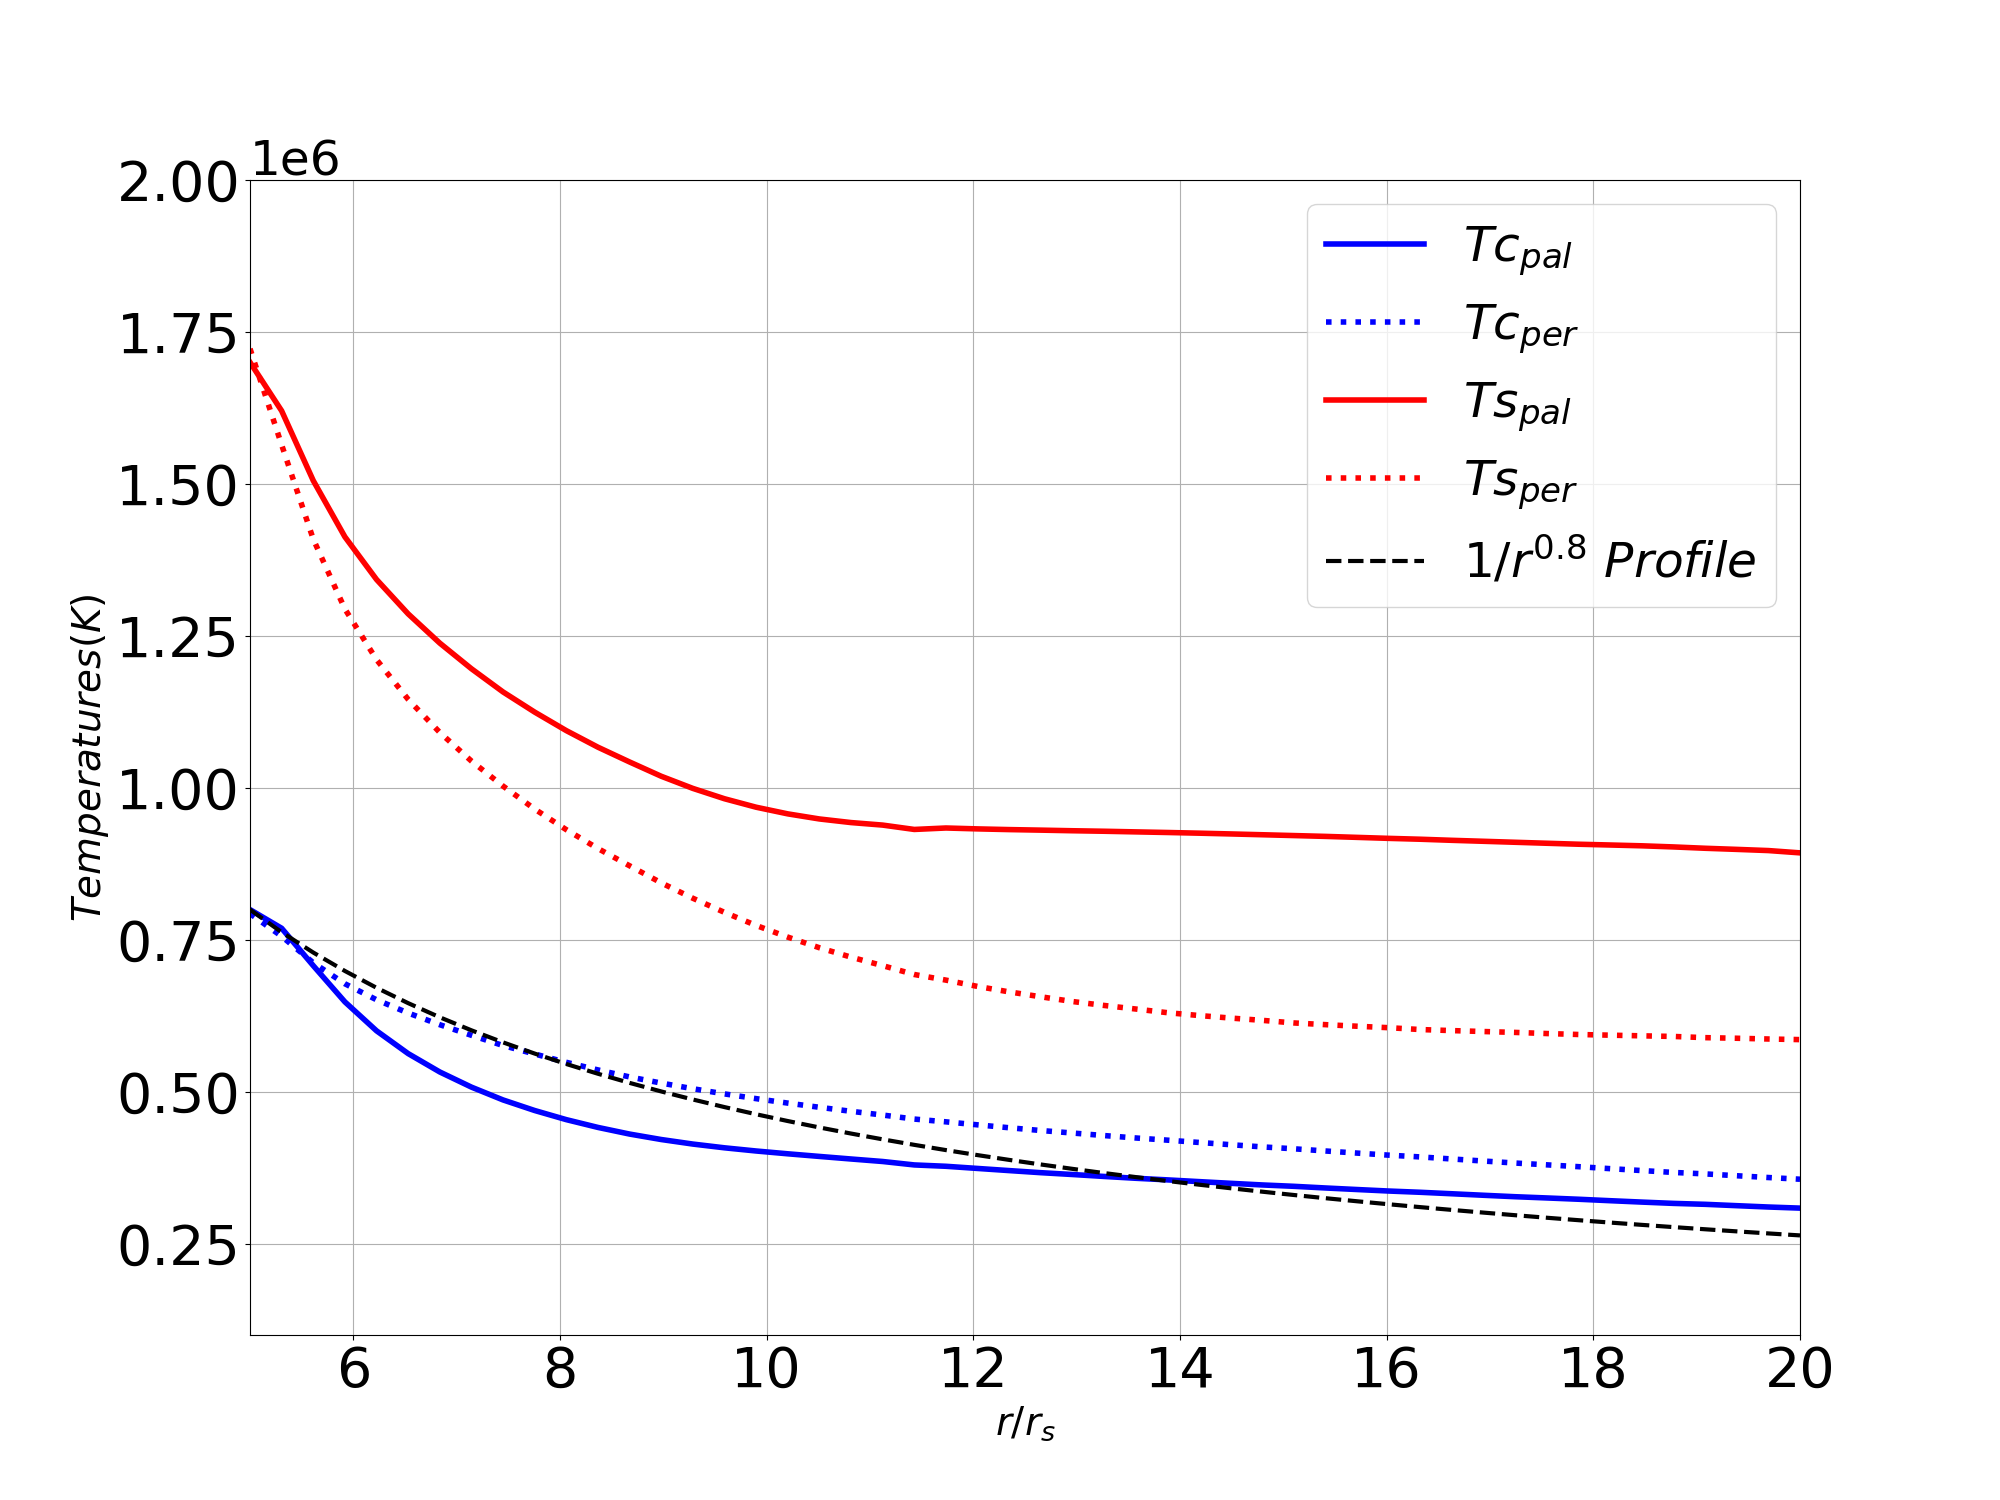 1e6
2.00
1.75
1.50
1.25
1.00
0.75
0.50
0.25
Temperatures(K)
Tc_pal
Tc_per
Ts_pal
Ts_per
1/r^0.8 Profile
6 8 10 12 14 16 18 20
r/r_s